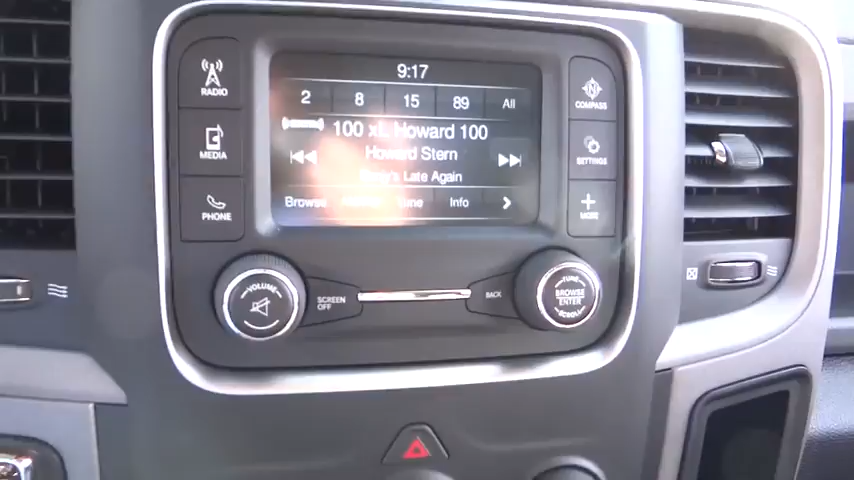 9:17
RADIO
2 8 15 89 All
COMPASS
100 xL Howard 100
MEDIA
Howard Stern
SETTINGS
Late Again
PHONE
Browse Tune Info
MORE
VOLUME
SCREEN OFF
BACK
TUNE
BROWSE
ENTER
SCROLL